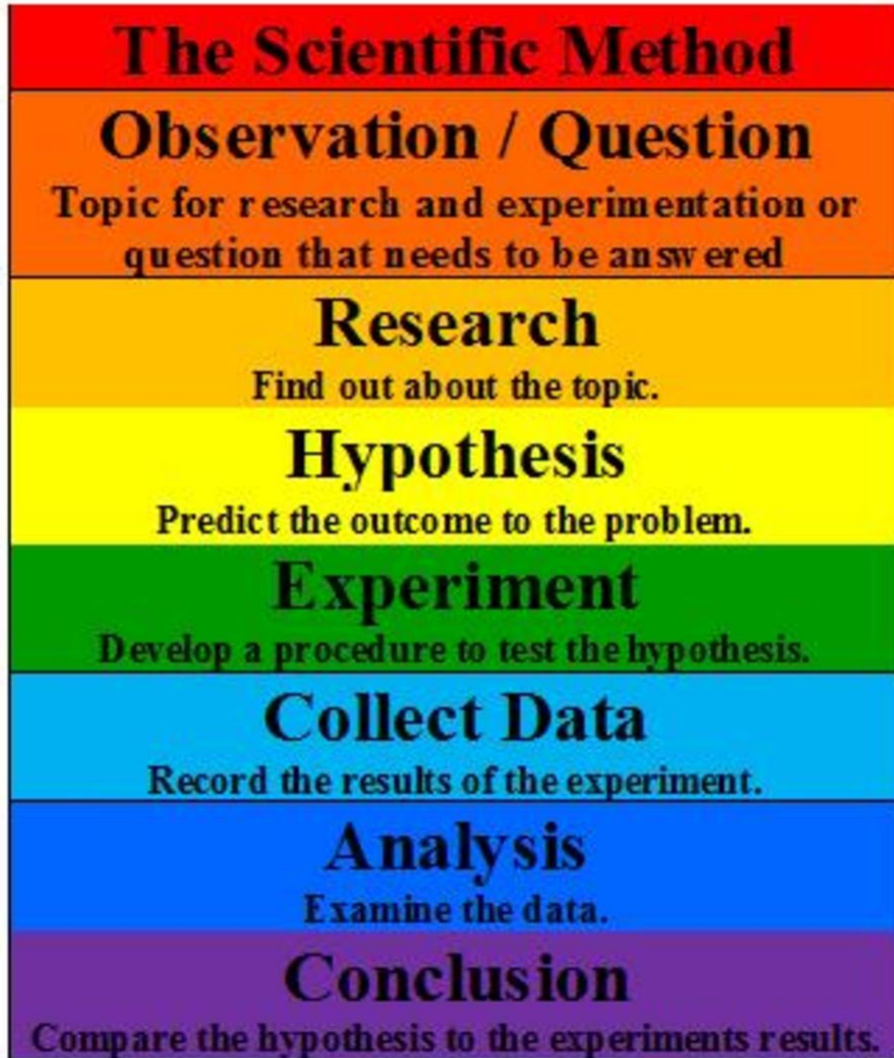 The Scientific Method
Observation / Question
Topic for research and experimentation or
question that needs to be answered
Research
Find out about the topic.
Hypothesis
Predict the outcome to the problem.
Experiment
Develop a procedure to test the hypothesis.
Collect Data
Record the results of the experiment.
Analysis
Examine the data.
Conclusion
Compare the hypothesis to the experiments results.